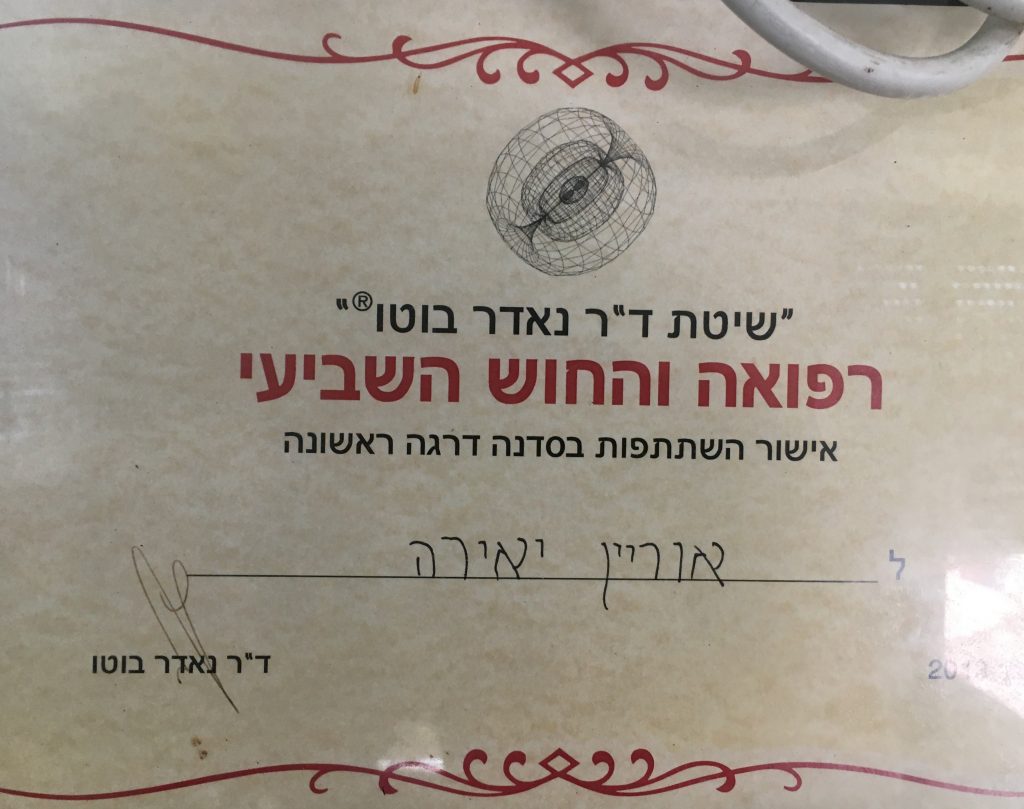 "שיטת ד"ר נאדר בוטו®"
רפואה והחוש השביעי
אישור השתתפות בסדנה דרגה ראשונה
ל אוריין יאירה
ד"ר נאדר בוטו